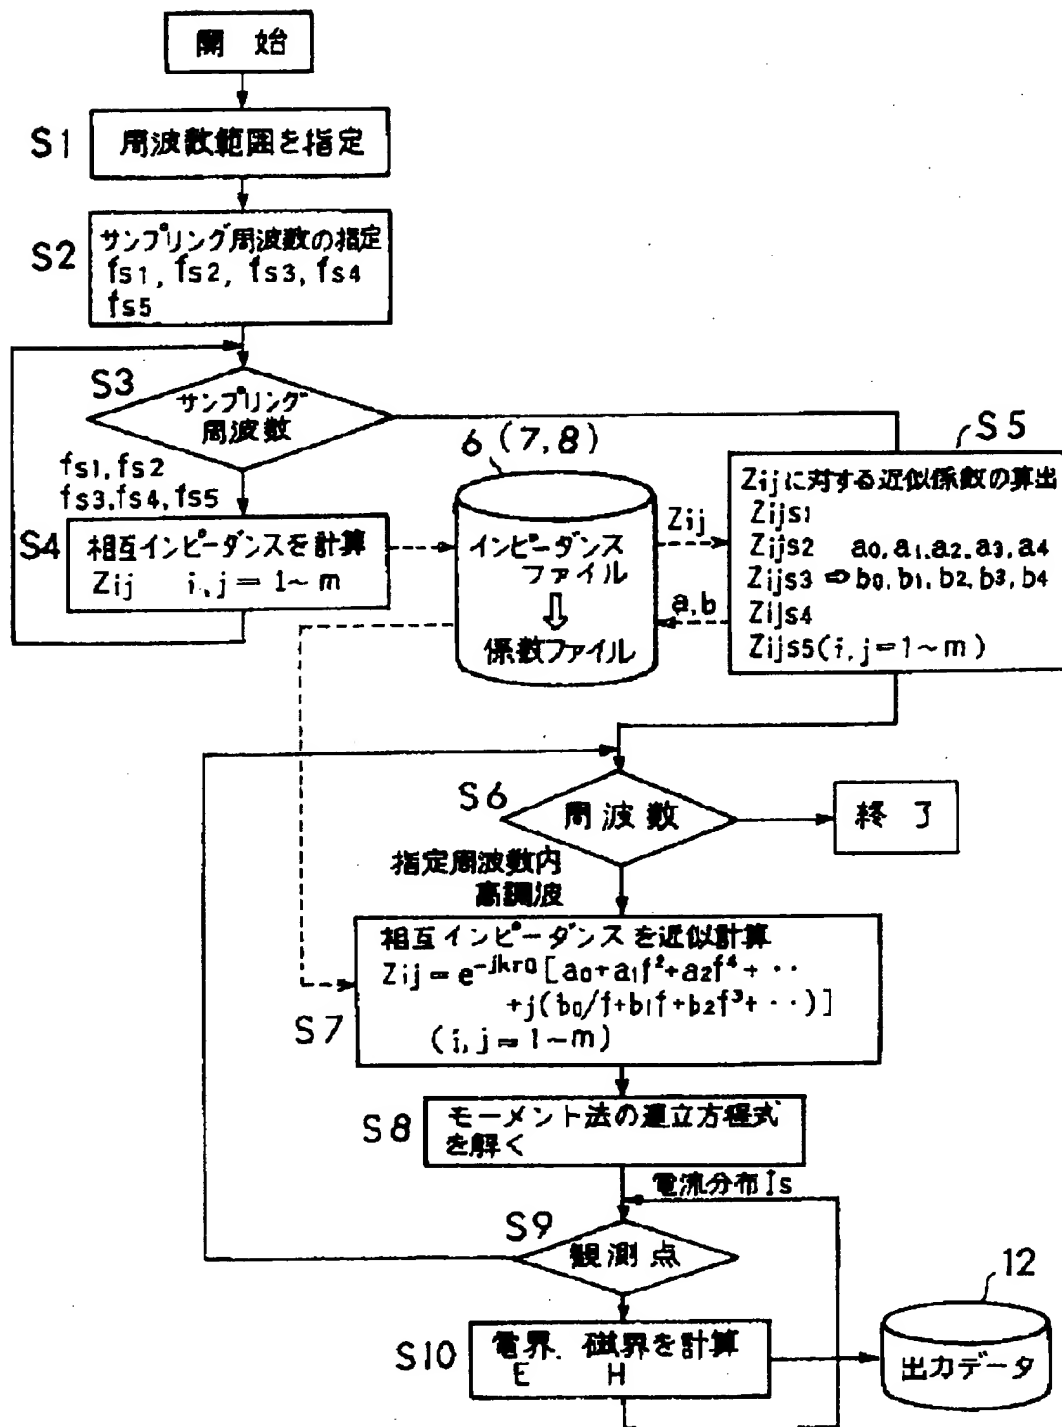 開 始
S1
周波数範囲を指定
S2
サンプリング周波数の指定
fs1, fs2, fs3, fs4
fs5
S3
サンプリング
周波数
fs1, fs2
fs3, fs4, fs5
S4
相互インピーダンスを計算
Zij i, j = 1~m
6 (7, 8)
インピーダンス
ファイル
⇩
係数ファイル
Zij
a, b
S5
Zijに対する近似係数の算出
Zijs1
Zijs2 a0, a1, a2, a3, a4
Zijs3 ⇨ b0, b1, b2, b3, b4
Zijs4
Zijs5 (i, j = 1~m)
S6
周波数
終 了
指定周波数内
高調波
S7
相互インピーダンスを近似計算
Zij = e^-jkr0 [a0+a1f²+a2f⁴+‥
+j(b0/f+b1f+b2f³+‥)]
(i, j = 1~m)
S8
モーメント法の連立方程式
を解く
電流分布Is
S9
観測点
S10
電界、磁界を計算
E H
12
出力データ